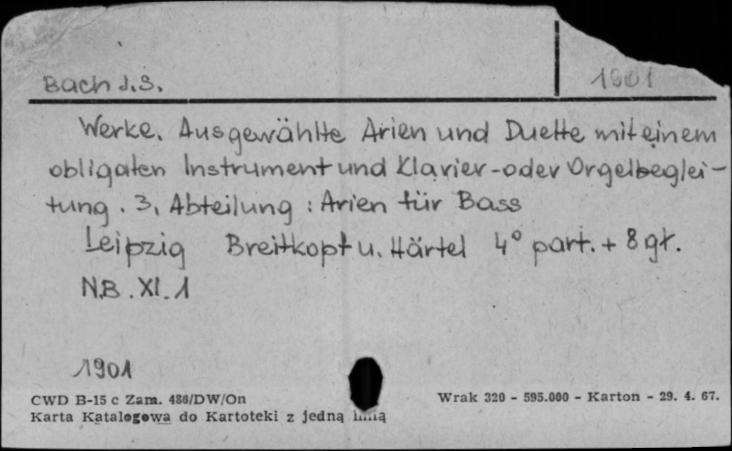 Bach J.S.
1901
Werke. Ausgewählte Arien und Duette mit einem
obligaten Instrument und Klavier-oder Orgelbeglei-
tung. 3. Abteilung: Arien für Bass
Leipzig Breitkopf u. Härtel 4° part. + 8 gł.
NB. XI. 1
1901
CWD B-15 c Zam. 486/DW/On
Wrak 320 - 595.000 - Karton - 29. 4. 67.
Karta Katalogowa do Kartoteki z jedną